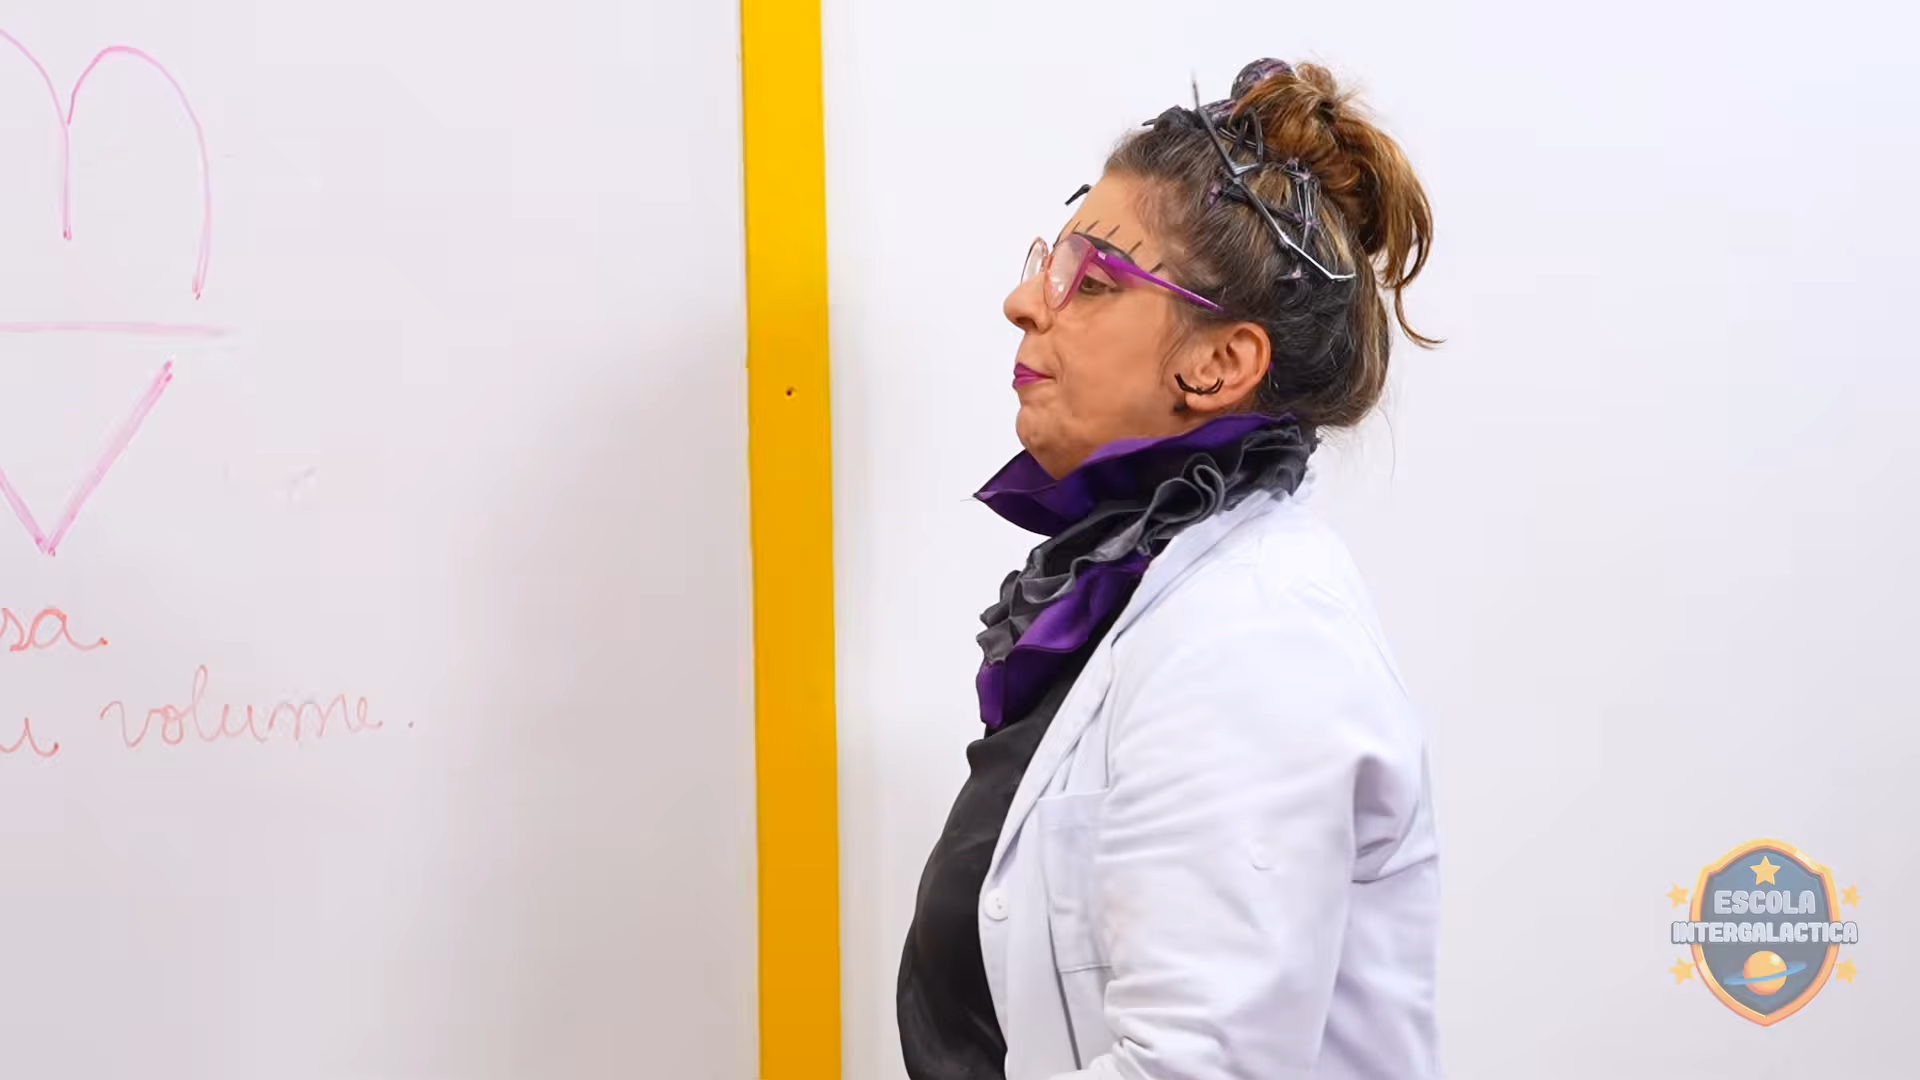 m
V
sa.
volume.
ESCOLA
INTERGALACTICA